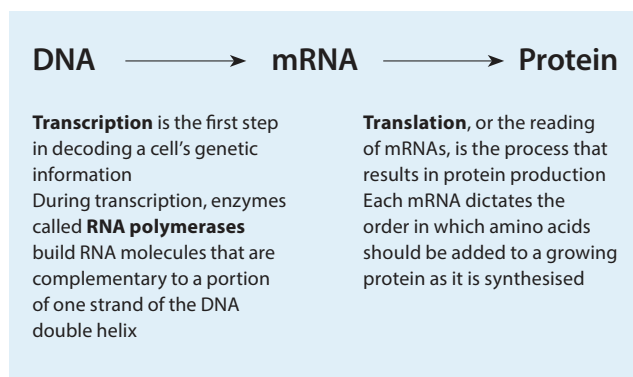 DNA mRNA Protein
Transcription is the first step
in decoding a cell's genetic
information
During transcription, enzymes
called RNA polymerases
build RNA molecules that are
complementary to a portion
of one strand of the DNA
double helix
Translation, or the reading
of mRNAs, is the process that
results in protein production
Each mRNA dictates the
order in which amino acids
should be added to a growing
protein as it is synthesised